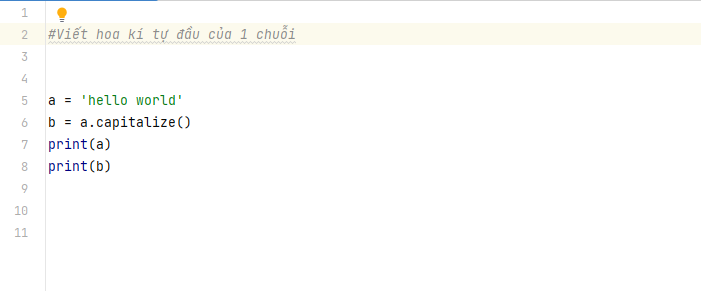 1
2 #Viết hoa kí tự đầu của 1 chuỗi
3
4
5 a = 'hello world'
6 b = a.capitalize()
7 print(a)
8 print(b)
9
10
11